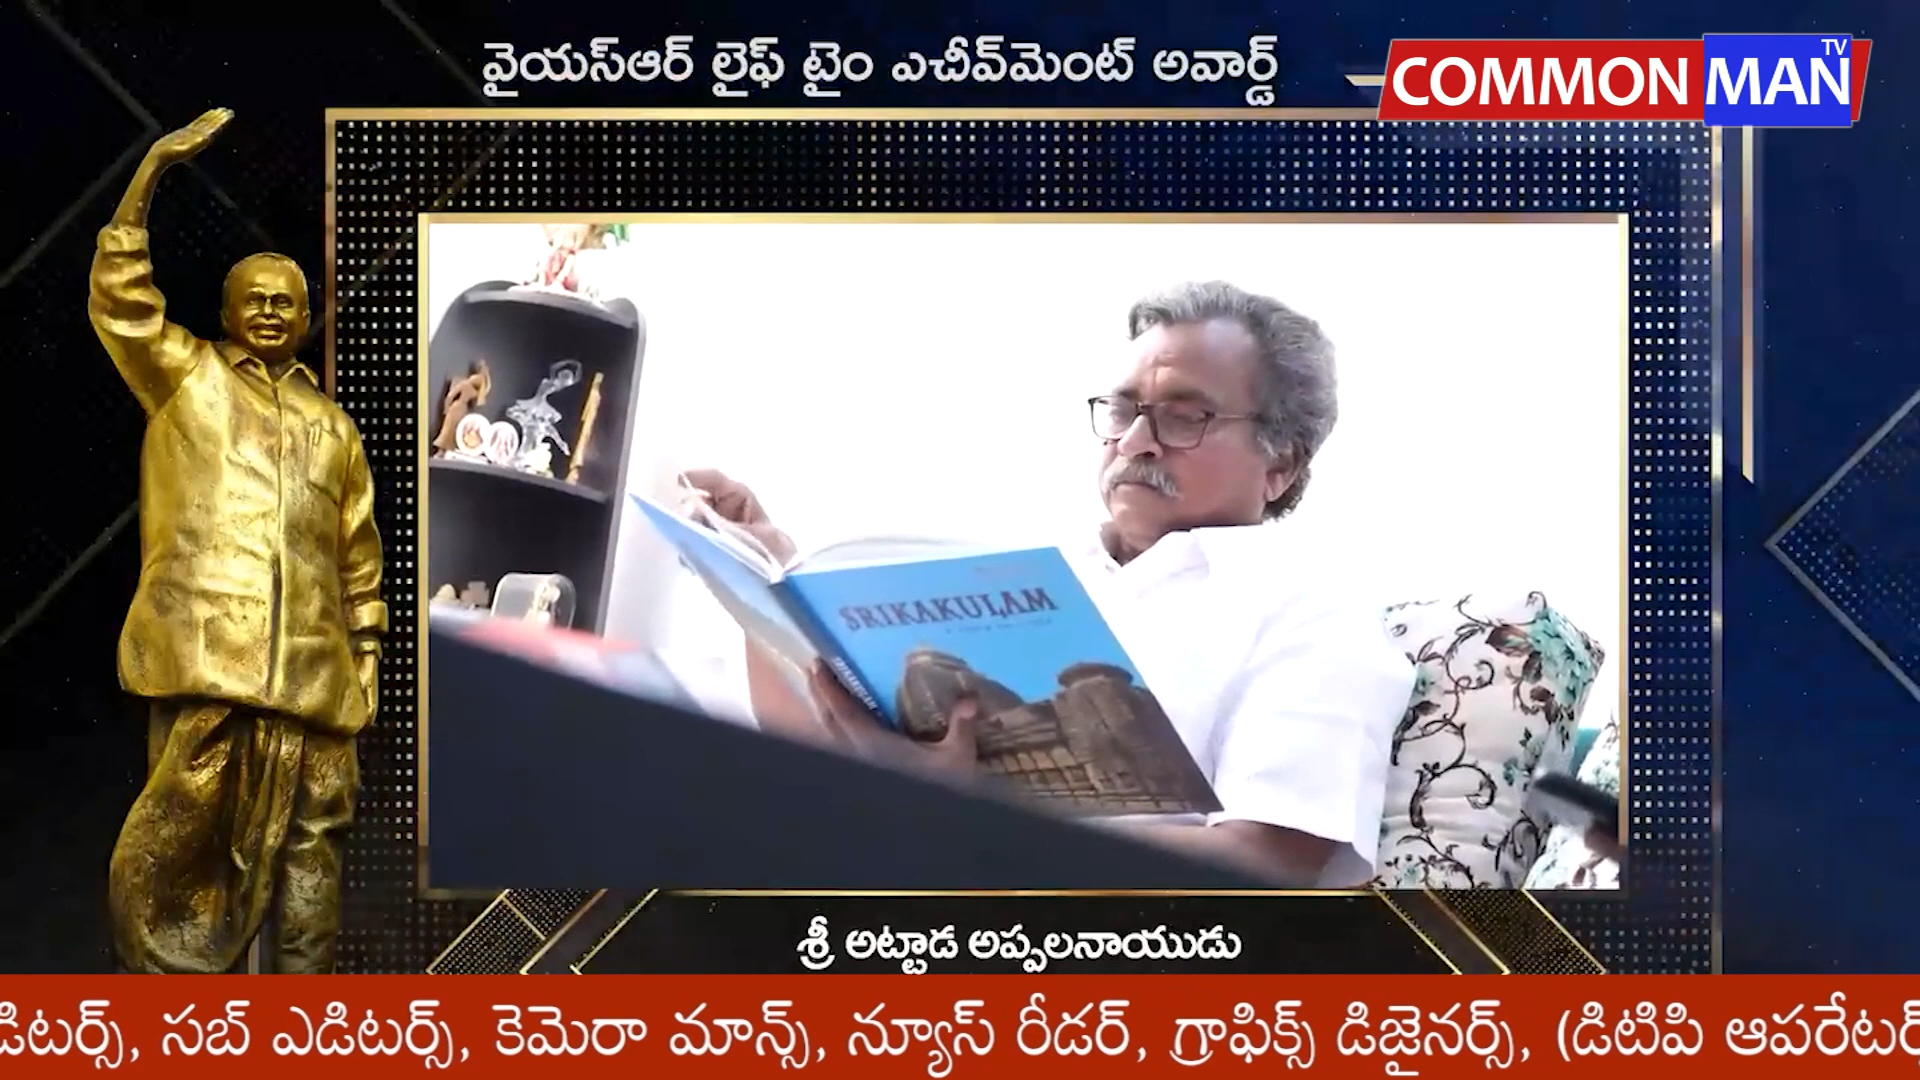 వైయస్ఆర్ లైఫ్ టైం ఎచీవ్‌మెంట్ అవార్డ్
COMMON MAN TV
SRIKAKULAM
SRIKAKULAM
శ్రీ అట్టాడ అప్పలనాయుడు
డిటర్స్, సబ్ ఎడిటర్స్, కెమెరా మాన్స్, న్యూస్ రీడర్, గ్రాఫిక్స్ డిజైనర్స్, (డిటిపి ఆపరేటర్